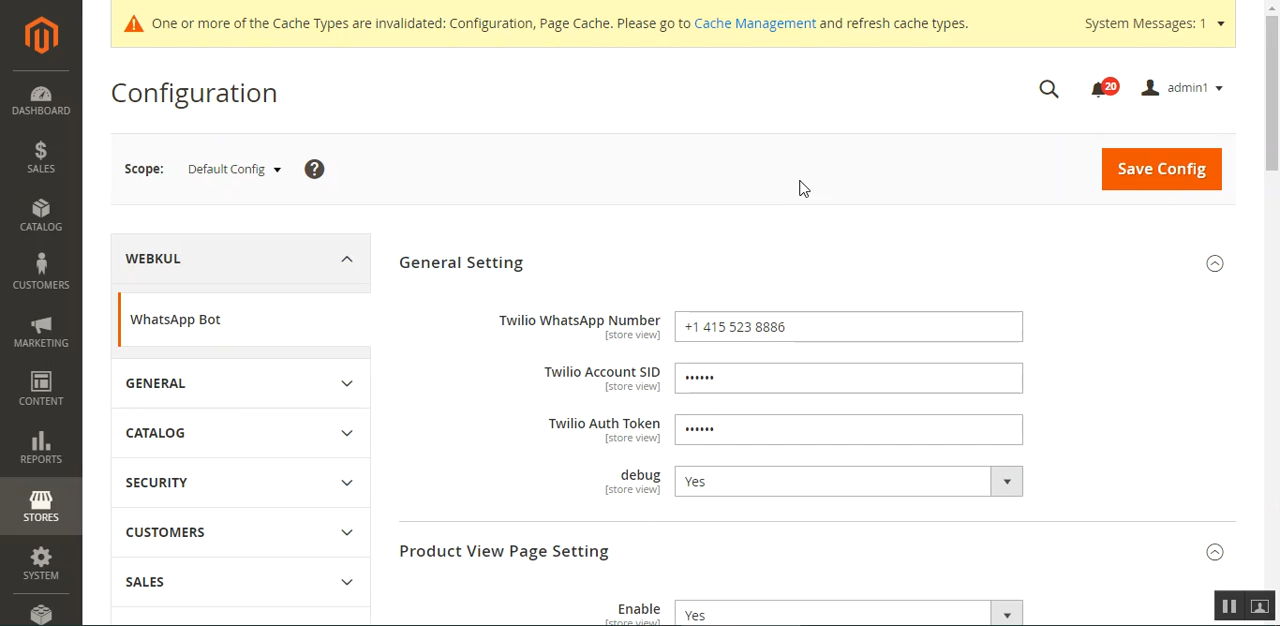 One or more of the Cache Types are invalidated: Configuration, Page Cache. Please go to Cache Management and refresh cache types.
System Messages: 1
Configuration
20
admin1
Scope:
Default Config
?
Save Config
DASHBOARD
SALES
CATALOG
CUSTOMERS
MARKETING
CONTENT
REPORTS
STORES
SYSTEM
WEBKUL
WhatsApp Bot
GENERAL
CATALOG
SECURITY
CUSTOMERS
SALES
General Setting
Twilio WhatsApp Number
[store view]
+1 415 523 8886
Twilio Account SID
[store view]
••••••
Twilio Auth Token
[store view]
••••••
debug
[store view]
Yes
Product View Page Setting
Enable
[store view]
Yes